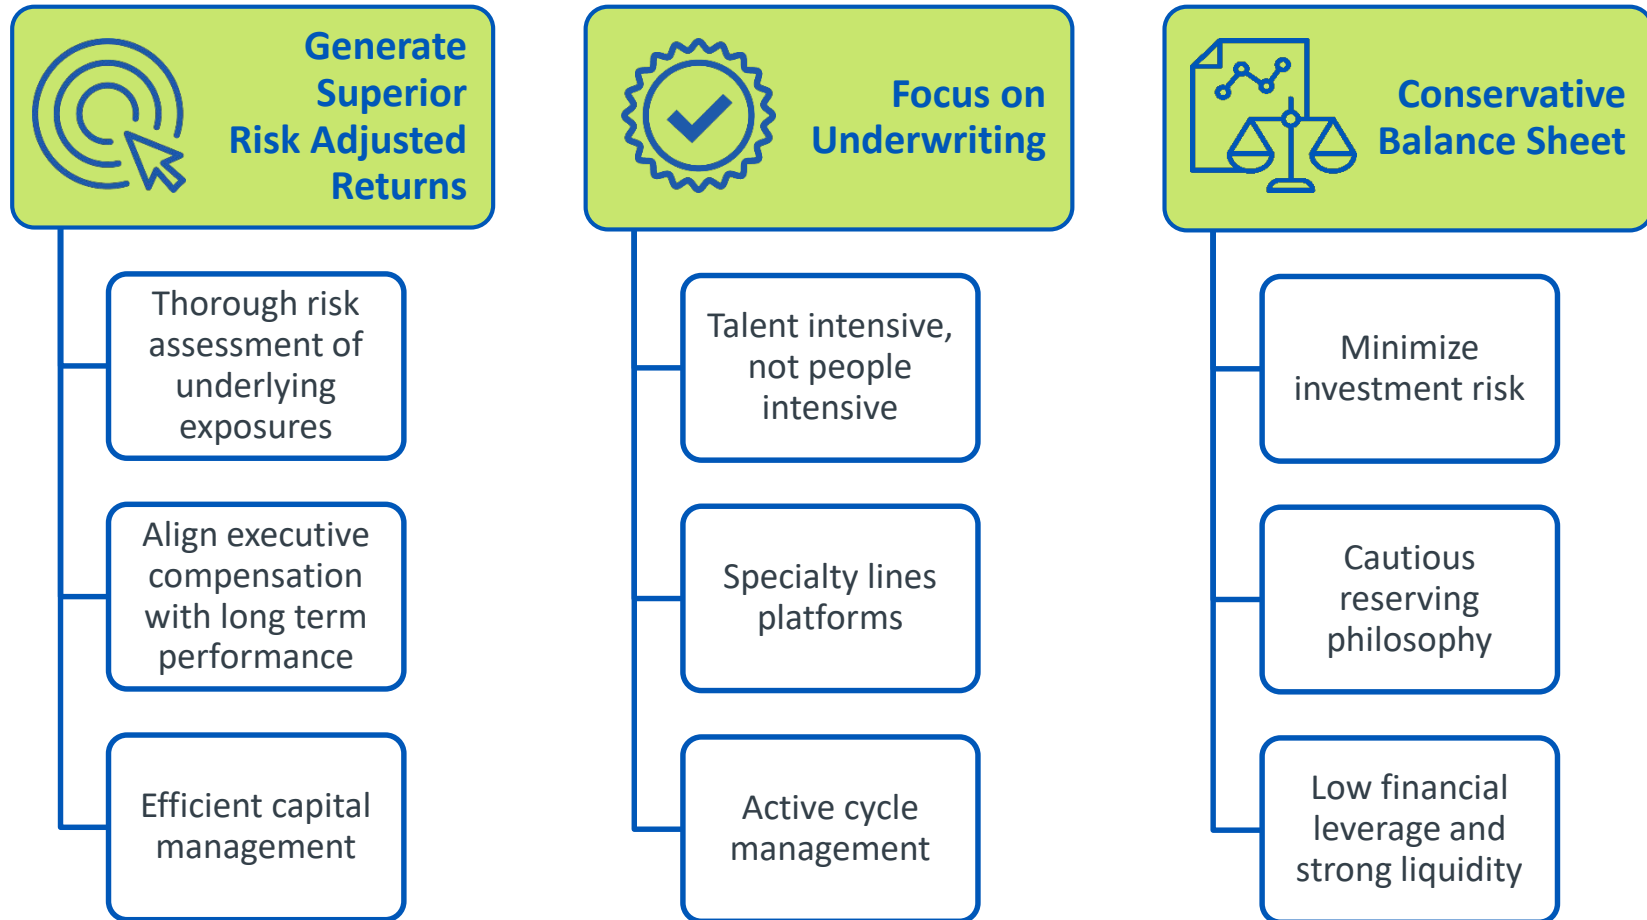 Generate
Superior
Risk Adjusted
Returns
Thorough risk
assessment of
underlying
exposures
Align executive
compensation
with long term
performance
Efficient capital
management
Focus on
Underwriting
Talent intensive,
not people
intensive
Specialty lines
platforms
Active cycle
management
Conservative
Balance Sheet
Minimize
investment risk
Cautious
reserving
philosophy
Low financial
leverage and
strong liquidity